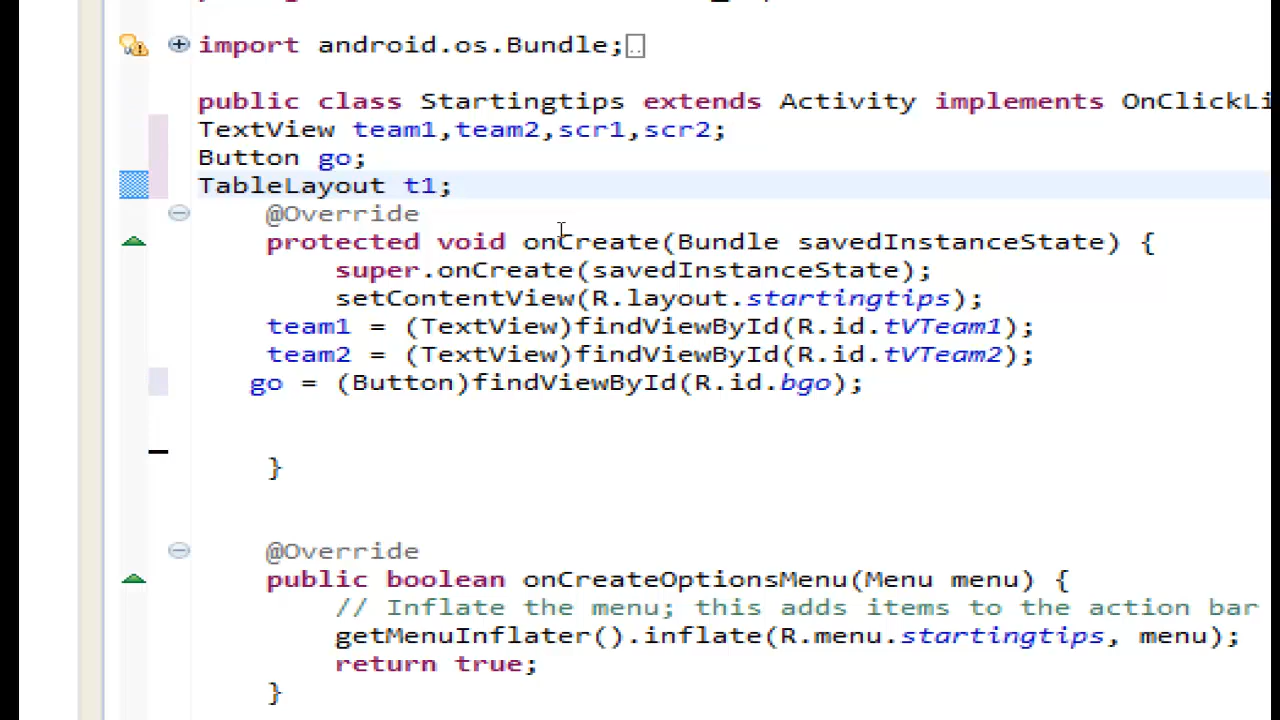 import android.os.Bundle;
public class Startingtips extends Activity implements OnClickLi
TextView team1,team2,scr1,scr2;
Button go;
TableLayout t1;
@Override
protected void onCreate(Bundle savedInstanceState) {
super.onCreate(savedInstanceState);
setContentView(R.layout.startingtips);
team1 = (TextView)findViewById(R.id.tVTeam1);
team2 = (TextView)findViewById(R.id.tVTeam2);
go = (Button)findViewById(R.id.bgo);
}
@Override
public boolean onCreateOptionsMenu(Menu menu) {
// Inflate the menu; this adds items to the action bar
getMenuInflater().inflate(R.menu.startingtips, menu);
return true;
}